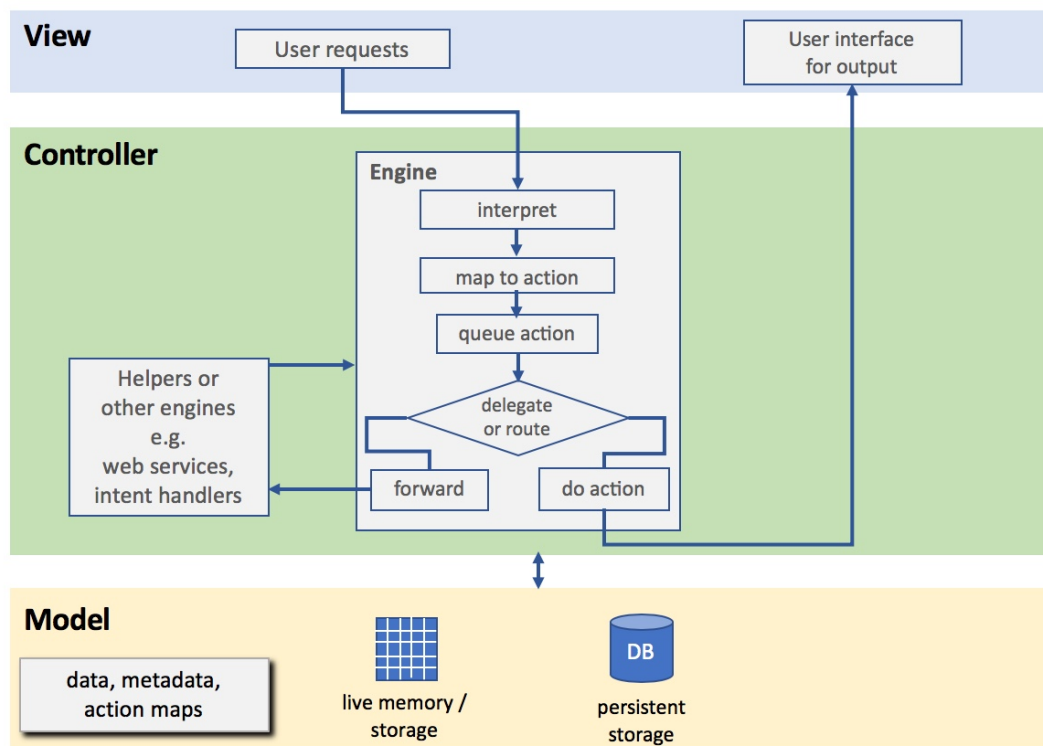 View
User requests
User interface
for output
Controller
Engine
interpret
map to action
queue action
delegate
or route
forward
do action
Helpers or
other engines
e.g.
web services,
intent handlers
Model
data, metadata,
action maps
live memory /
storage
DB
persistent
storage